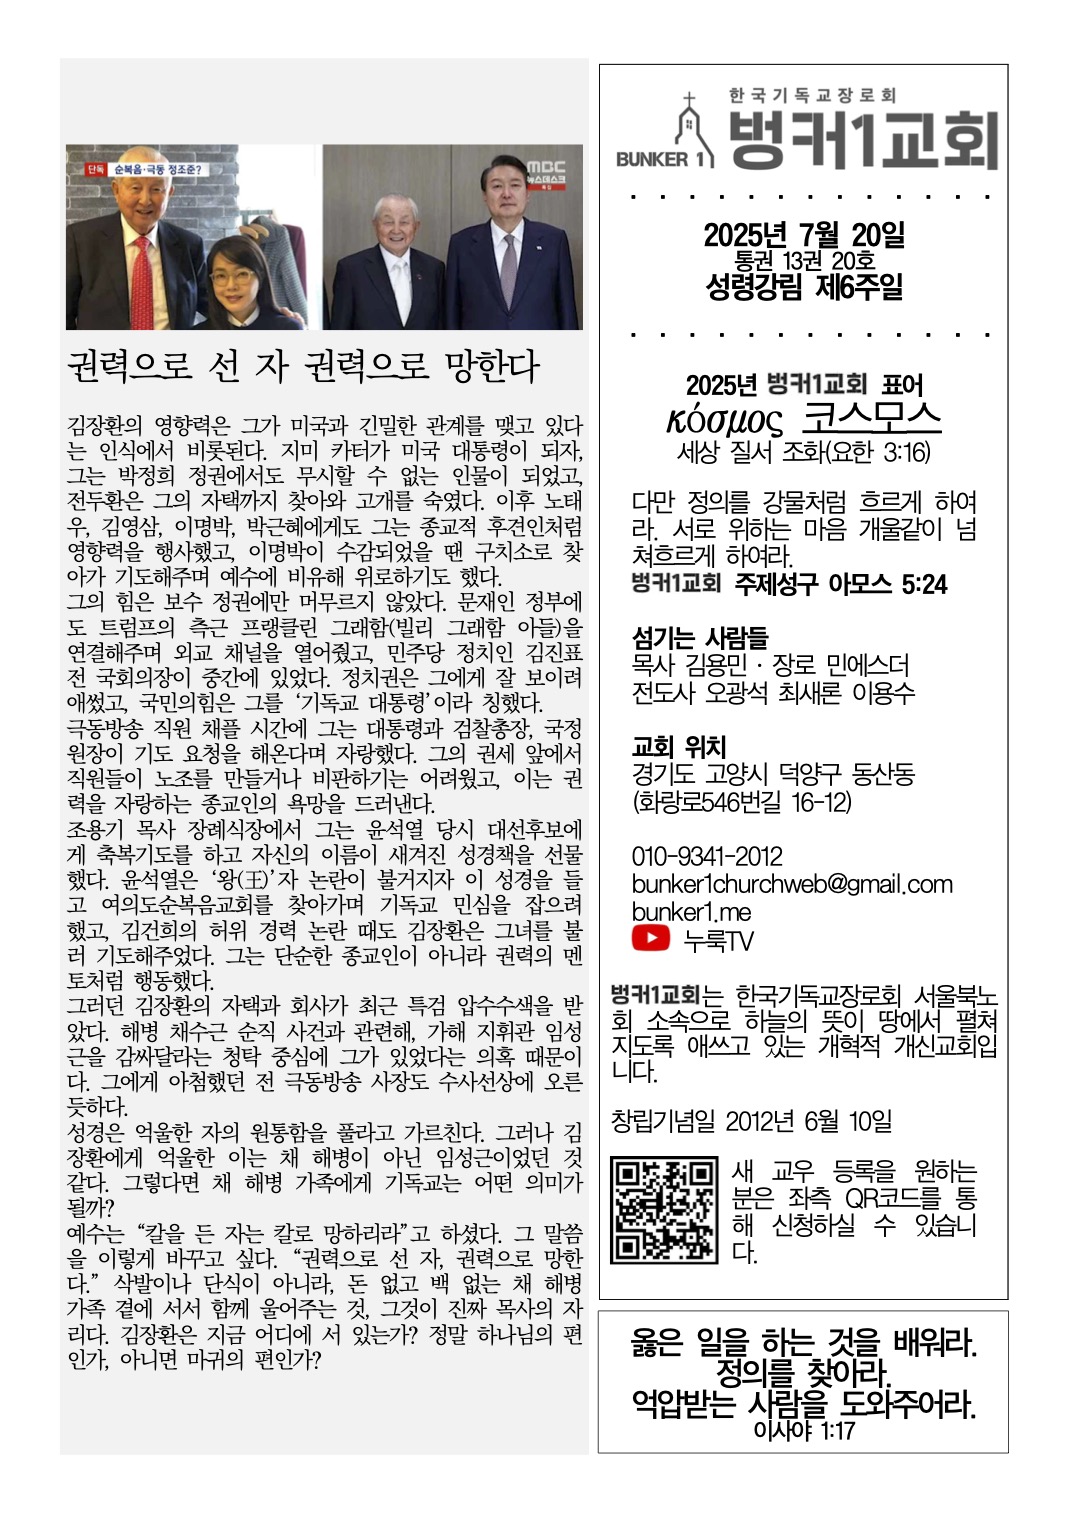 단독 순복음·극동 정조준?
MBC
뉴스데스크
권력으로 선 자 권력으로 망한다
김장환의 영향력은 그가 미국과 긴밀한 관계를 맺고 있다
는 인식에서 비롯된다. 지미 카터가 미국 대통령이 되자,
그는 박정희 정권에서도 무시할 수 없는 인물이 되었고,
전두환은 그의 자택까지 찾아와 고개를 숙였다. 이후 노태
우, 김영삼, 이명박, 박근혜에게도 그는 종교적 후견인처럼
영향력을 행사했고, 이명박이 수감되었을 땐 구치소로 찾
아가 기도해주며 예수에 비유해 위로하기도 했다.
그의 힘은 보수 정권에만 머무르지 않았다. 문재인 정부에
도 트럼프의 측근 프랭클린 그래함(빌리 그래함 아들)을
연결해주며 외교 채널을 열어줬고, 민주당 정치인 김진표
전 국회의장이 중간에 있었다. 정치권은 그에게 잘 보이려
애썼고, 국민의힘은 그를 ‘기독교 대통령’이라 칭했다.
극동방송 직원 채플 시간에 그는 대통령과 검찰총장, 국정
원장이 기도 요청을 해온다며 자랑했다. 그의 권세 앞에서
직원들이 노조를 만들거나 비판하기는 어려웠고, 이는 권
력을 자랑하는 종교인의 욕망을 드러낸다.
조용기 목사 장례식장에서 그는 윤석열 당시 대선후보에
게 축복기도를 하고 자신의 이름이 새겨진 성경책을 선물
했다. 윤석열은 ‘왕(王)’자 논란이 불거지자 이 성경을 들
고 여의도순복음교회를 찾아가며 기독교 민심을 잡으려
했고, 김건희의 허위 경력 논란 때도 김장환은 그녀를 불
러 기도해주었다. 그는 단순한 종교인이 아니라 권력의 멘
토처럼 행동했다.
그러던 김장환의 자택과 회사가 최근 특검 압수수색을 받
았다. 해병 채수근 순직 사건과 관련해, 가해 지휘관 임성
근을 감싸달라는 청탁 중심에 그가 있었다는 의혹 때문이
다. 그에게 아첨했던 전 극동방송 사장도 수사선상에 오른
듯하다.
성경은 억울한 자의 원통함을 풀라고 가르친다. 그러나 김
장환에게 억울한 이는 채 해병이 아닌 임성근이었던 것
같다. 그렇다면 채 해병 가족에게 기독교는 어떤 의미가
될까?
예수는 “칼을 든 자는 칼로 망하리라”고 하셨다. 그 말씀
을 이렇게 바꾸고 싶다. “권력으로 선 자, 권력으로 망한
다.” 삭발이나 단식이 아니라, 돈 없고 백 없는 채 해병
가족 곁에 서서 함께 울어주는 것, 그것이 진짜 목사의 자
리다. 김장환은 지금 어디에 서 있는가? 정말 하나님의 편
인가, 아니면 마귀의 편인가?
한국기독교장로회
BUNKER 1 벙커1교회
2025년 7월 20일
통권 13권 20호
성령강림 제6주일
2025년 벙커1교회 표어
κόσμος 코스모스
세상 질서 조화(요한 3:16)
다만 정의를 강물처럼 흐르게 하여
라. 서로 위하는 마음 개울같이 넘
쳐흐르게 하여라.
벙커1교회 주제성구 아모스 5:24
섬기는 사람들
목사 김용민 · 장로 민에스더
전도사 오광석 최새론 이용수
교회 위치
경기도 고양시 덕양구 동산동
(화랑로546번길 16-12)
010-9341-2012
bunker1churchweb@gmail.com
bunker1.me
누룩TV
벙커1교회는 한국기독교장로회 서울북노
회 소속으로 하늘의 뜻이 땅에서 펼쳐
지도록 애쓰고 있는 개혁적 개신교회입
니다.
창립기념일 2012년 6월 10일
새 교우 등록을 원하는
분은 좌측 QR코드를 통
해 신청하실 수 있습니
다.
옳은 일을 하는 것을 배워라.
정의를 찾아라.
억압받는 사람을 도와주어라.
이사야 1:17